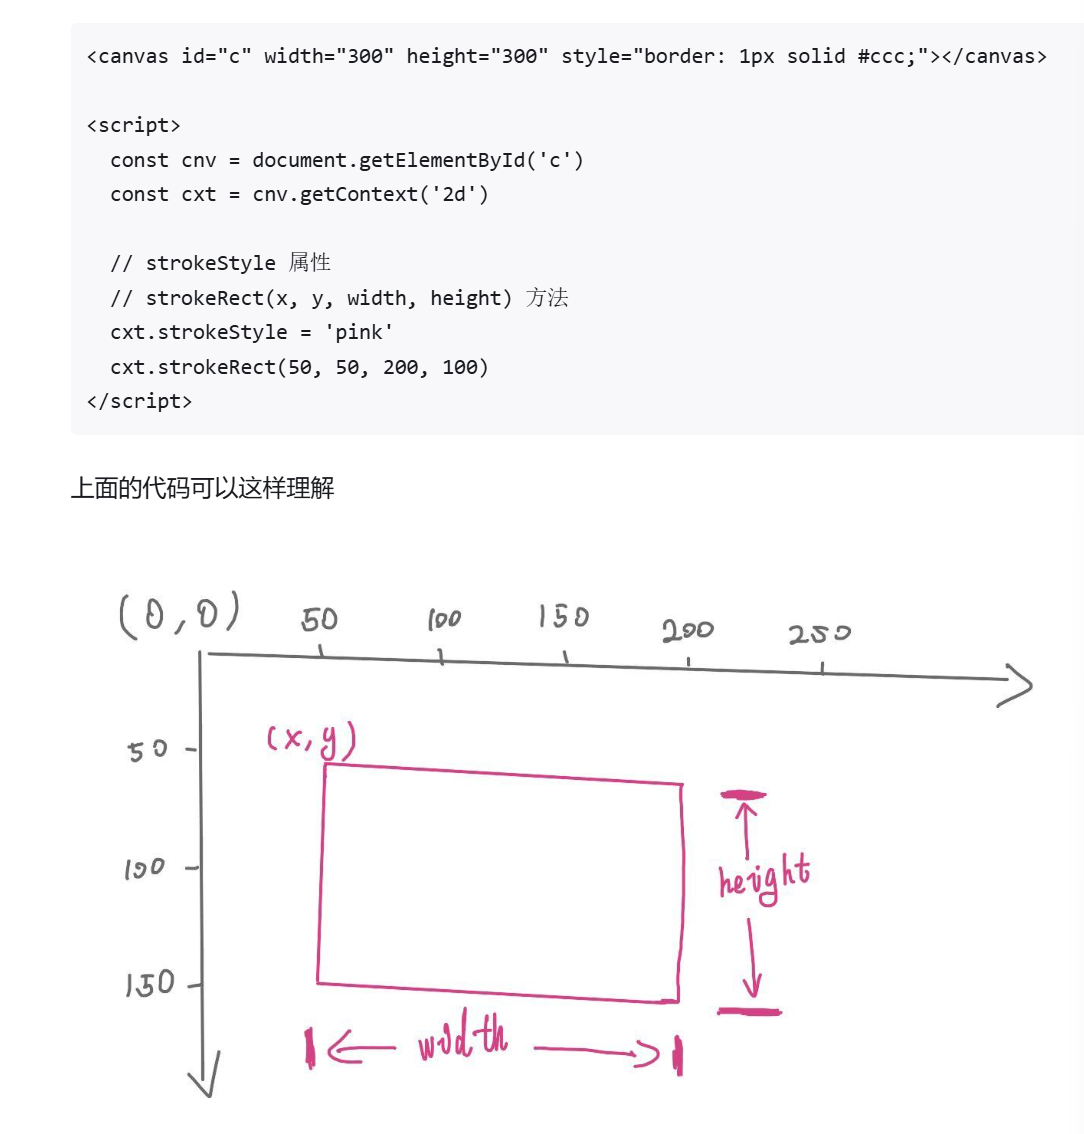 <canvas id="c" width="300" height="300" style="border: 1px solid #ccc;"></canvas>
<script>
const cnv = document.getElementById('c')
const cxt = cnv.getContext('2d')
// strokeStyle 属性
// strokeRect(x, y, width, height) 方法
cxt.strokeStyle = 'pink'
cxt.strokeRect(50, 50, 200, 100)
</script>
上面的代码可以这样理解
(0,0) 50 100 150 200 250
50
(x,y)
100
height
150
width